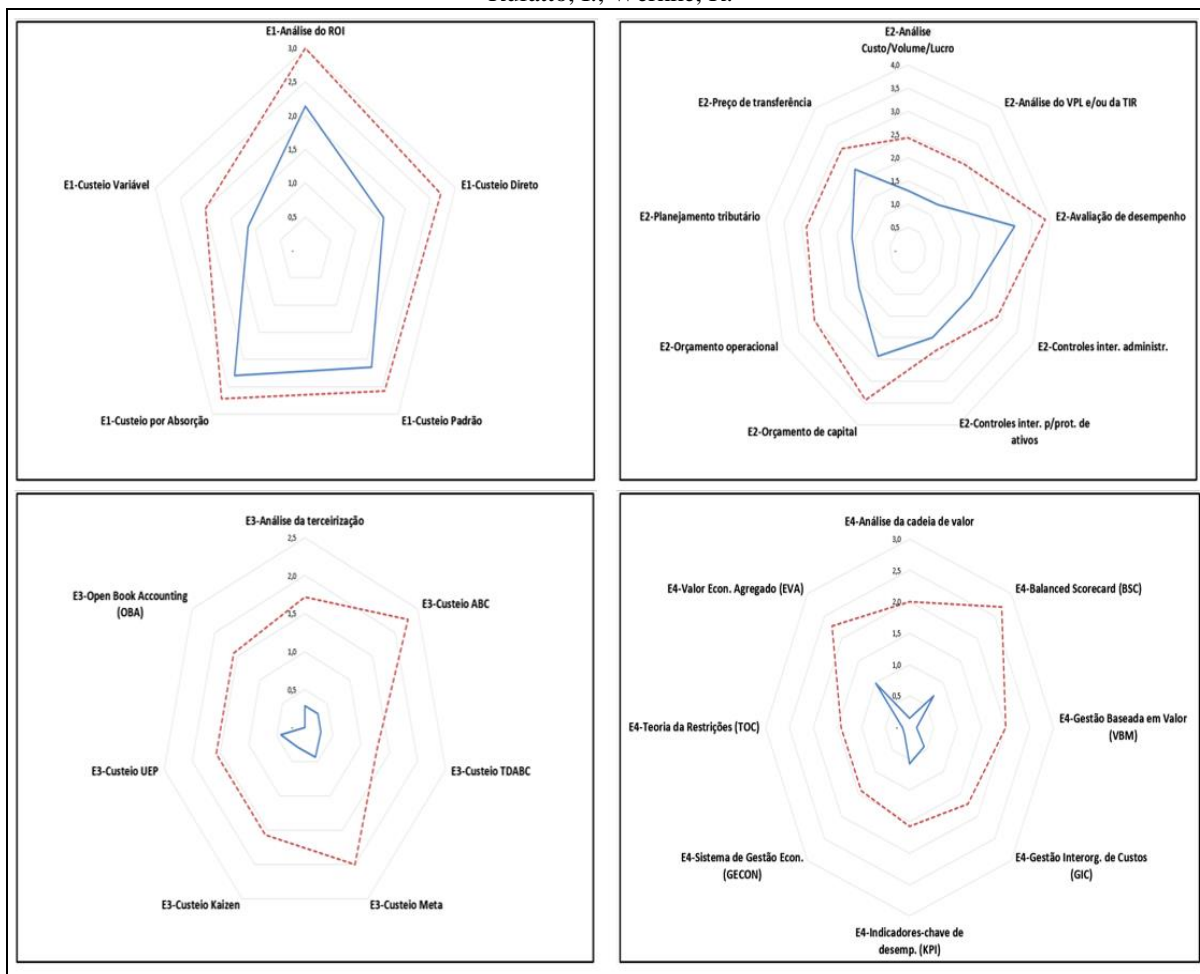 E1-Análise do ROI
3,0
2,5
2,0
1,5
1,0
0,5
-
E1-Custeio Variável
E1-Custeio Direto
E1-Custeio por Absorção
E1-Custeio Padrão
E2-Análise
Custo/Volume/Lucro
4,0
3,5
3,0
2,5
2,0
1,5
1,0
0,5
-
E2-Preço de transferência
E2-Análise do VPL e/ou da TIR
E2-Planejamento tributário
E2-Avaliação de desempenho
E2-Orçamento operacional
E2-Controles inter. administr.
E2-Orçamento de capital
E2-Controles inter. p/prot. de
ativos
E3-Análise da terceirização
2,5
2,0
1,5
1,0
0,5
-
E3-Open Book Accounting
(OBA)
E3-Custeio ABC
E3-Custeio UEP
E3-Custeio TDABC
E3-Custeio Kaizen
E3-Custeio Meta
E4-Análise da cadeia de valor
3,0
2,5
2,0
1,5
1,0
0,5
-
E4-Valor Econ. Agregado (EVA)
E4-Balanced Scorecard (BSC)
E4-Teoria da Restrições (TOC)
E4-Gestão Baseada em Valor
(VBM)
E4-Sistema de Gestão Econ.
(GECON)
E4-Gestão Interorg. de Custos
(GIC)
E4-Indicadores-chave de
desemp. (KPI)